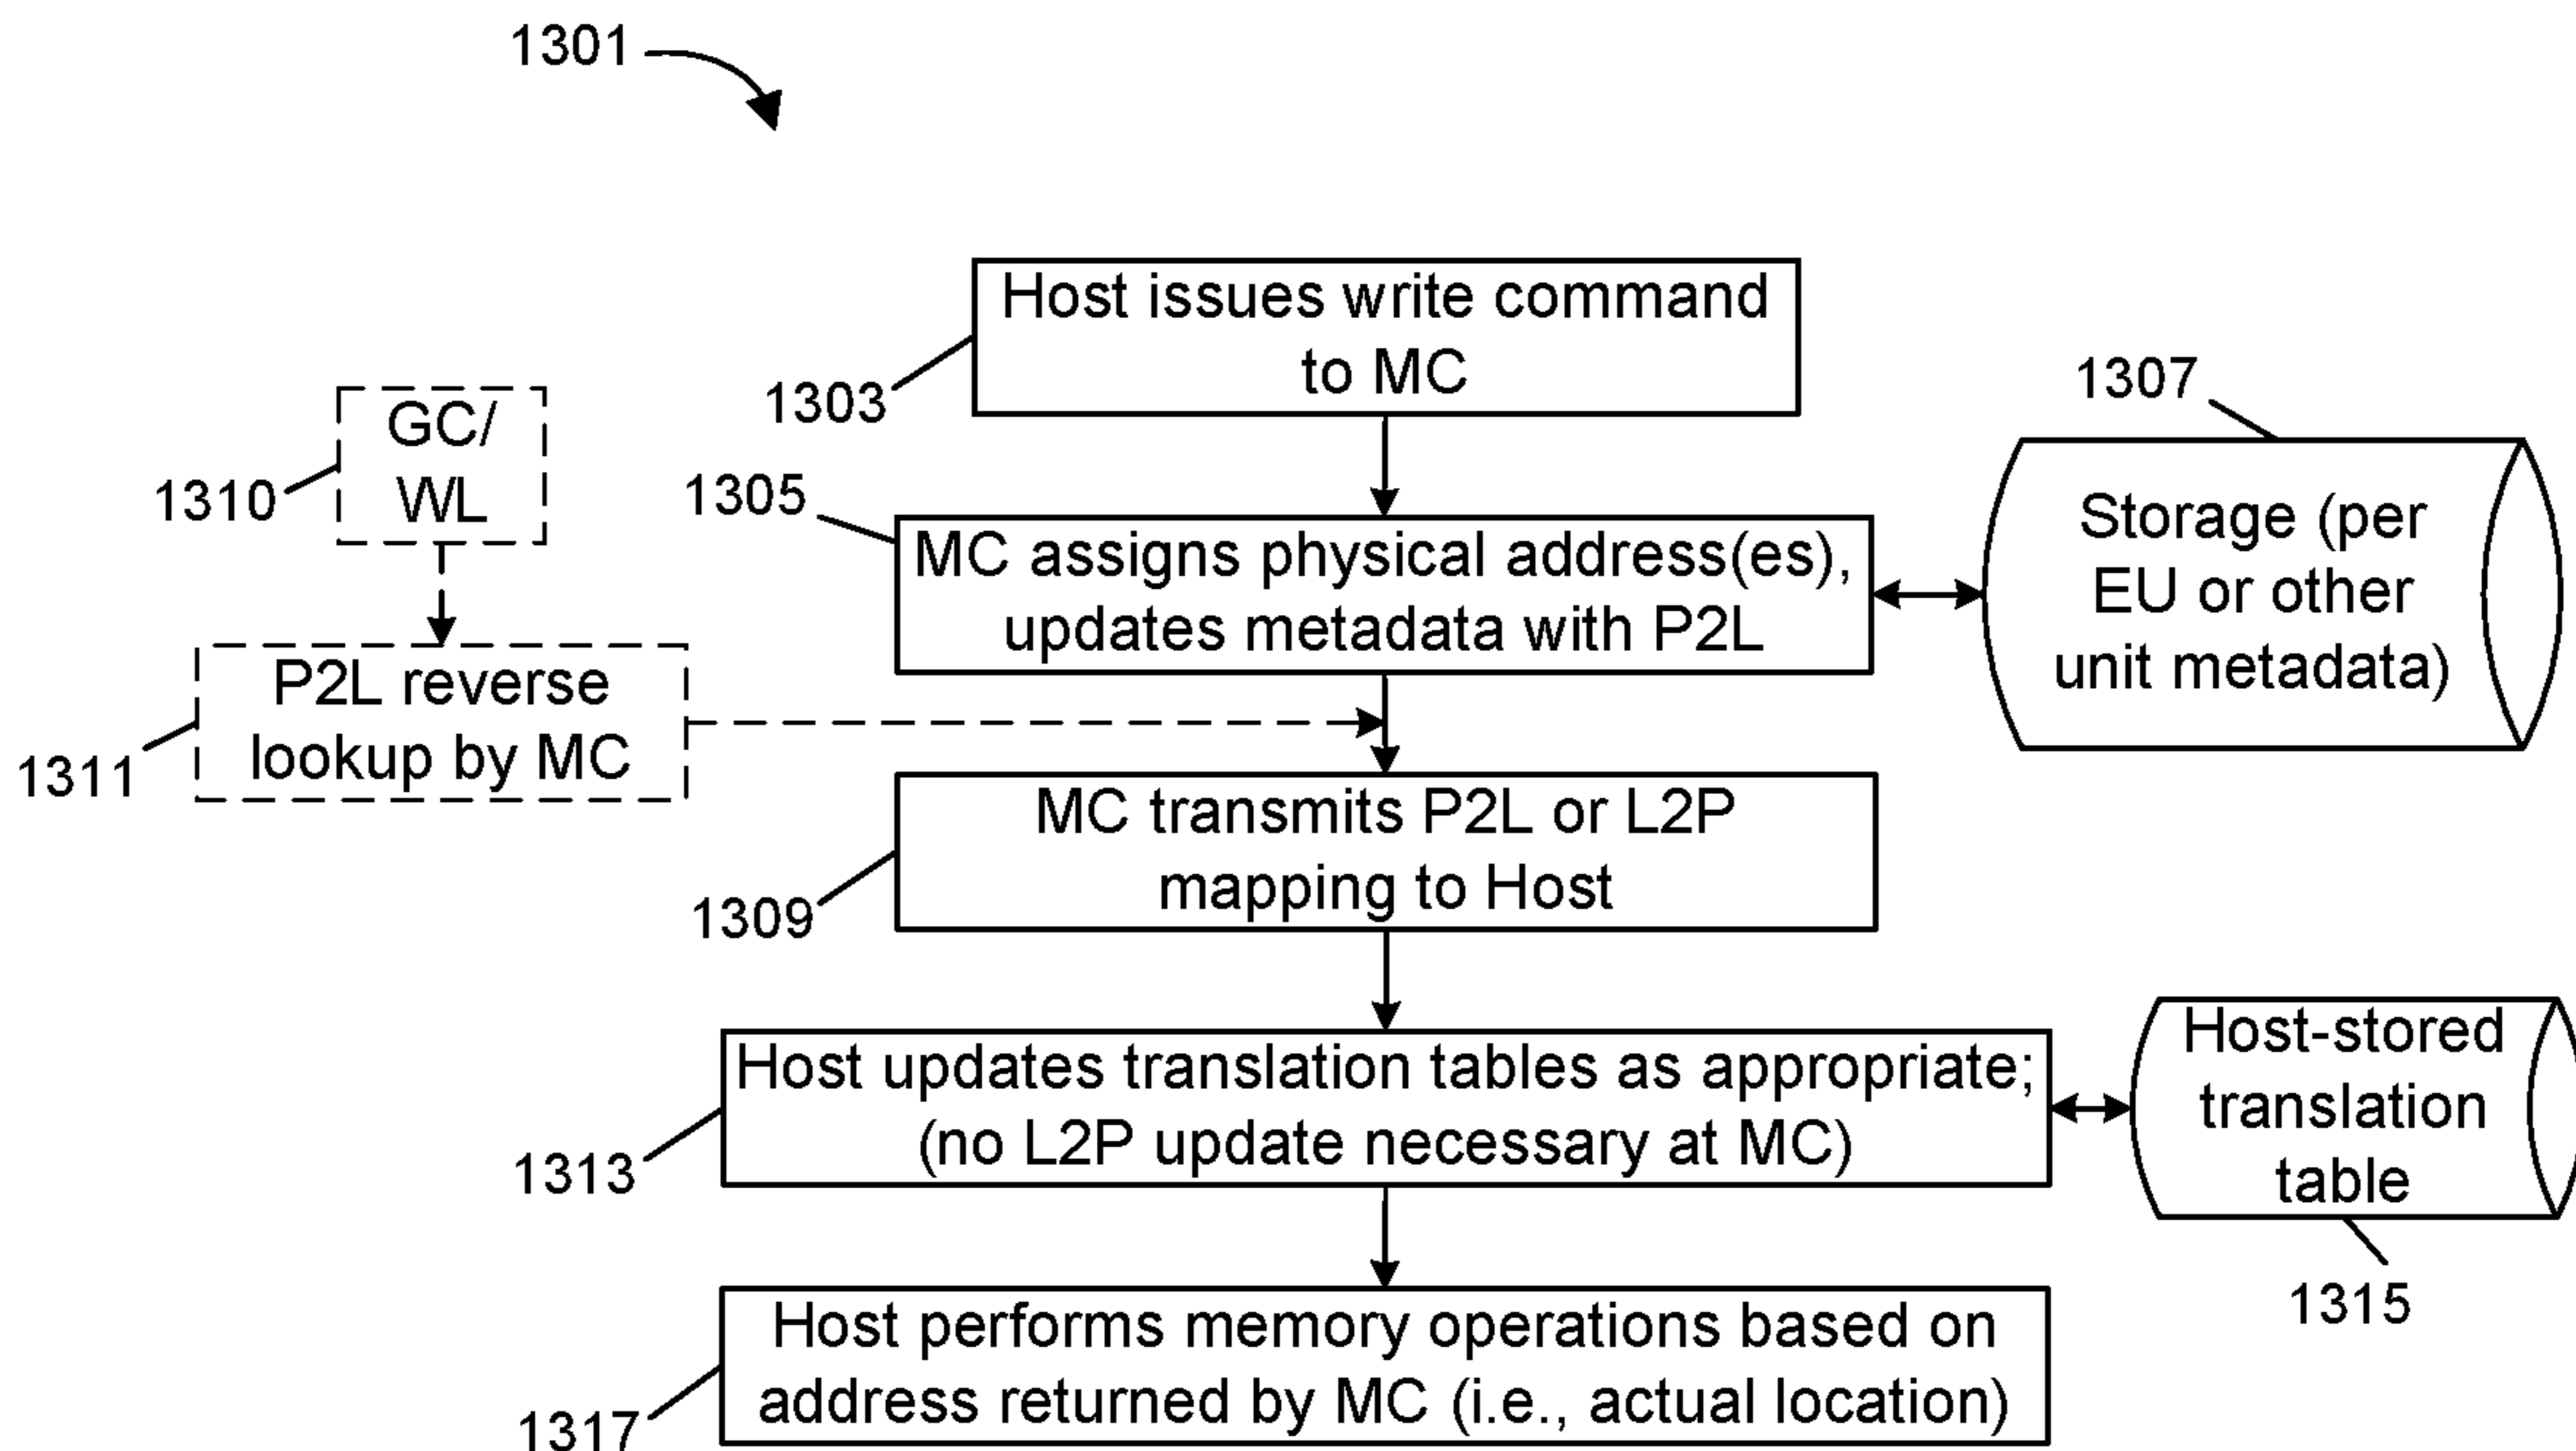 1301
Host issues write command
to MC
1303
1307
GC/
WL
1310
1305
MC assigns physical address(es),
updates metadata with P2L
Storage (per
EU or other
unit metadata)
P2L reverse
lookup by MC
1311
MC transmits P2L or L2P
mapping to Host
1309
Host updates translation tables as appropriate;
(no L2P update necessary at MC)
1313
Host-stored
translation
table
1315
Host performs memory operations based on
address returned by MC (i.e., actual location)
1317